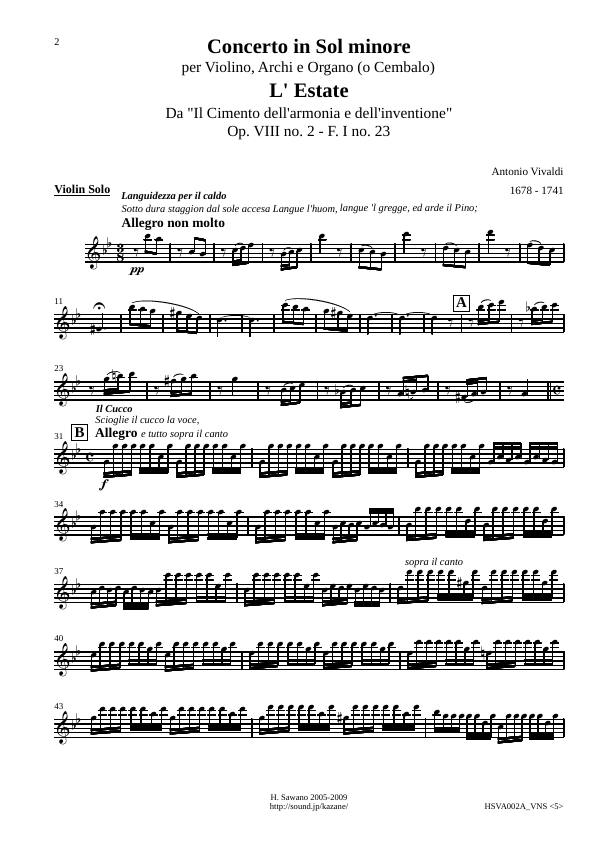 2
Concerto in Sol minore
per Violino, Archi e Organo (o Cembalo)
L' Estate
Da "Il Cimento dell'armonia e dell'inventione"
Op. VIII no. 2 - F. I no. 23
Antonio Vivaldi
1678 - 1741
Violin Solo
Languidezza per il caldo
Sotto dura staggion dal sole accesa Langue l'huom, langue 'l gregge, ed arde il Pino;
Allegro non molto
3
8
pp
11
A
23
Il Cucco
Scioglie il cucco la voce,
31
B
Allegro e tutto sopra il canto
f
34
sopra il canto
37
40
43
H. Sawano 2005-2009
http://sound.jp/kazane/
HSVA002A_VNS <5>